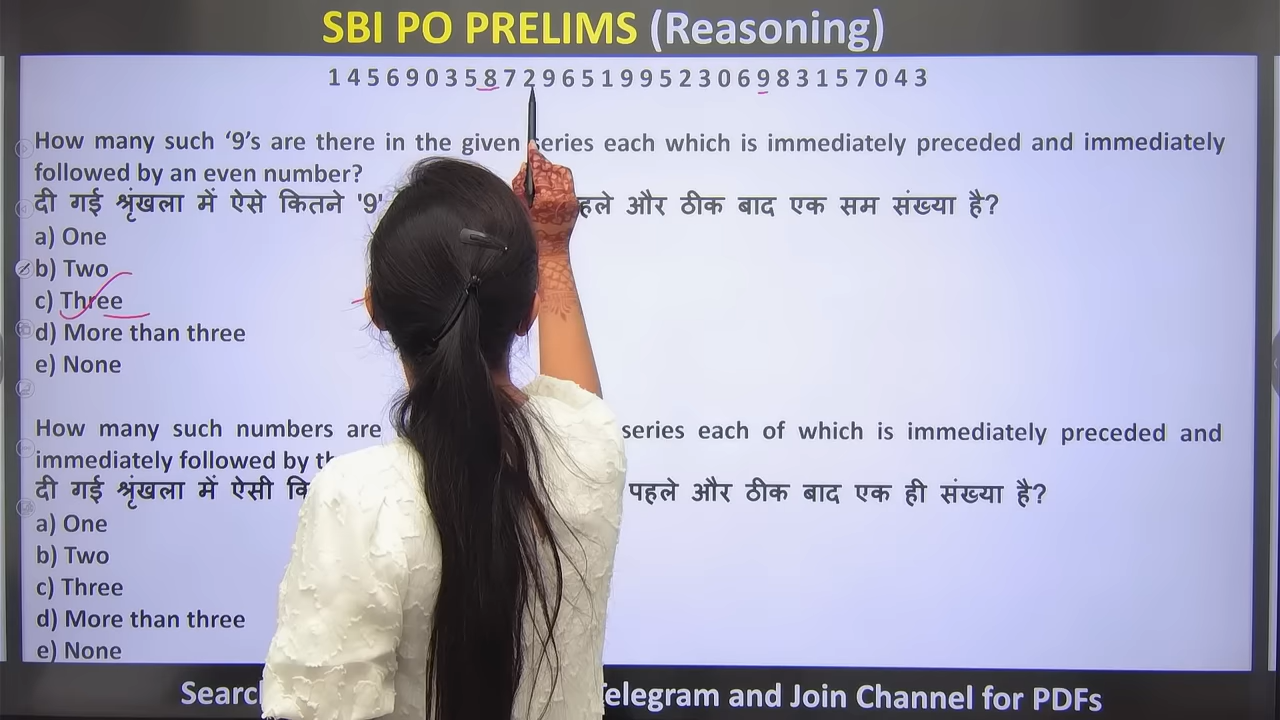 SBI PO PRELIMS (Reasoning)
1 4 5 6 9 0 3 5 8 7 2 9 6 5 1 9 9 5 2 3 0 6 9 8 3 1 5 7 0 4 3
How many such ‘9’s are there in the given series each which is immediately preceded and immediately
followed by an even number?
दी गई श्रृंखला में ऐसे कितने '9' और ठीक बाद एक सम संख्या है?
a) One
b) Two
c) Three
d) More than three
e) None
How many such numbers are series each of which is immediately preceded and
immediately followed by
दी गई श्रृंखला में ऐसी पहले और ठीक बाद एक ही संख्या है?
a) One
b) Two
c) Three
d) More than three
e) None
Telegram and Join Channel for PDFs